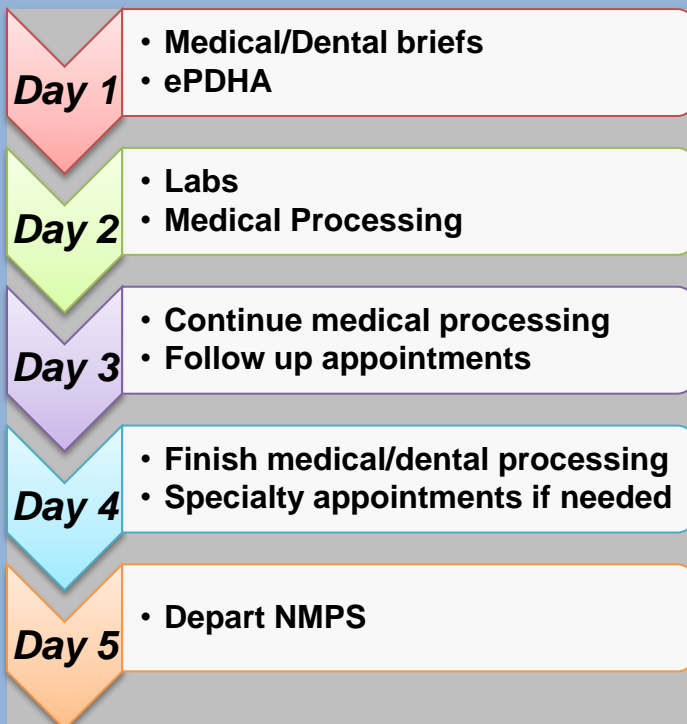 Day 1
• Medical/Dental briefs
• ePDHA
Day 2
• Labs
• Medical Processing
Day 3
• Continue medical processing
• Follow up appointments
Day 4
• Finish medical/dental processing
• Specialty appointments if needed
Day 5
• Depart NMPS